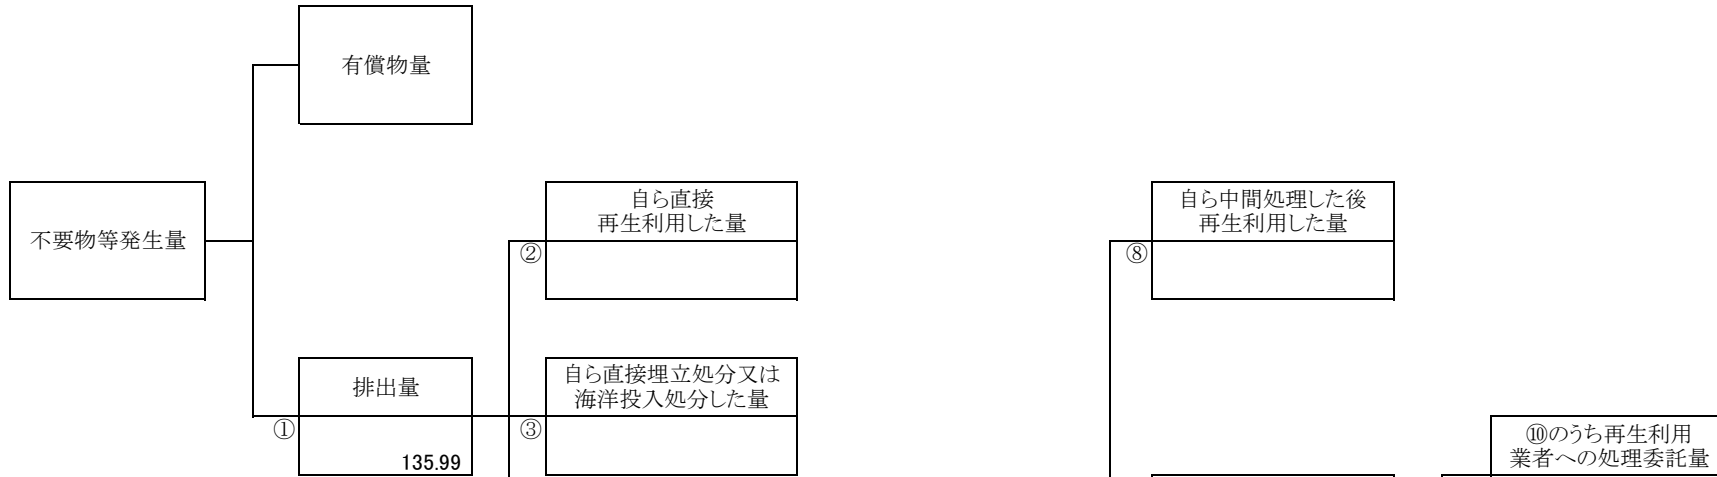 有償物量
不要物等発生量
自ら直接
再生利用した量
②
自ら中間処理した後
再生利用した量
⑧
排出量
①
135.99
自ら直接埋立処分又は
海洋投入処分した量
③
⑩のうち再生利用
業者への処理委託量